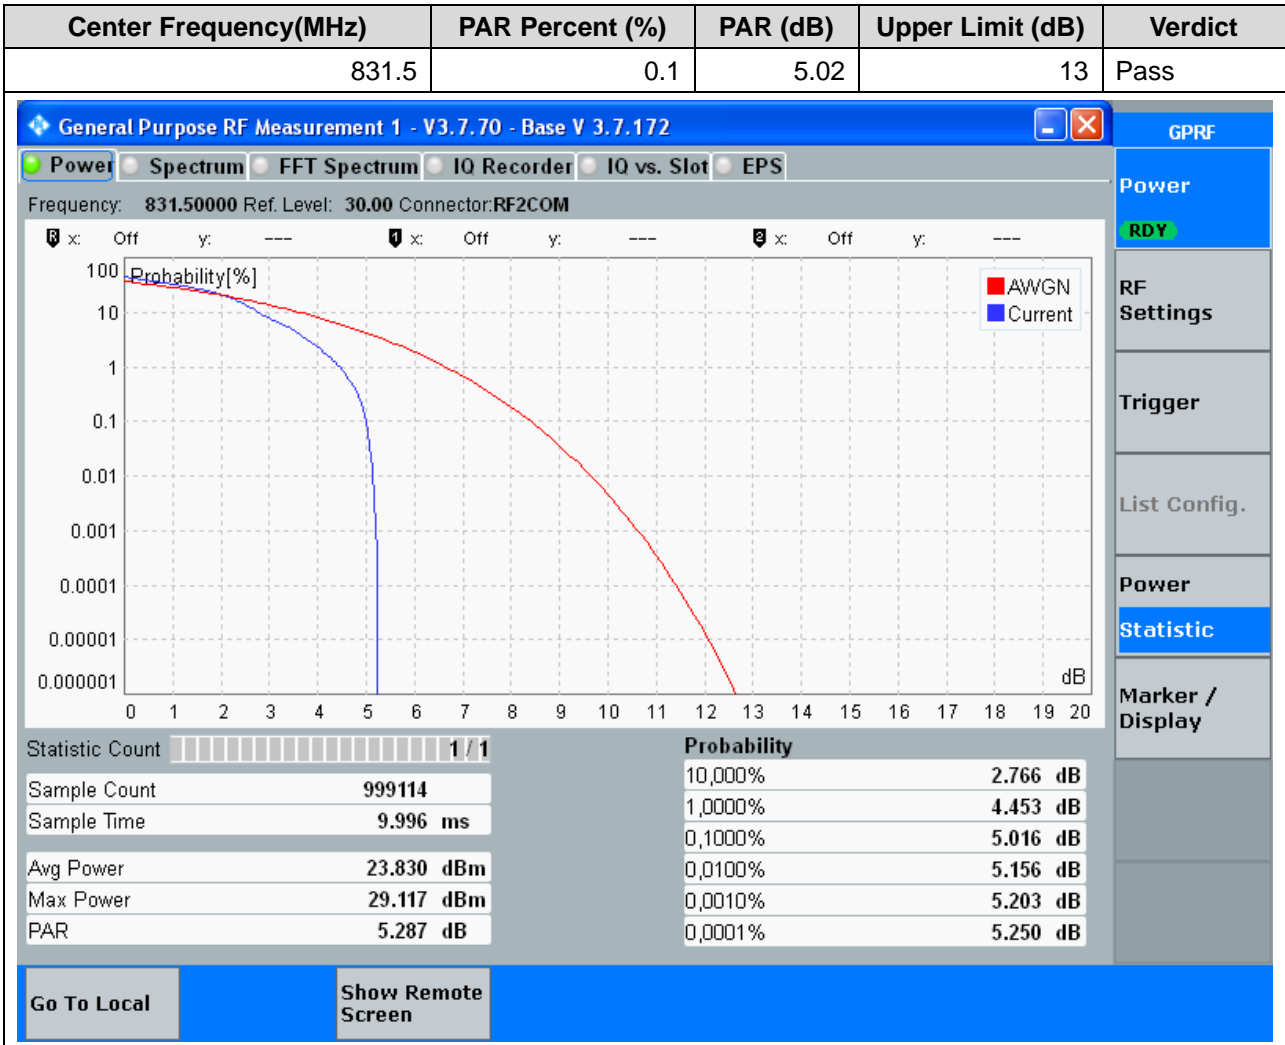 Center Frequency(MHz) PAR Percent (%) PAR (dB) Upper Limit (dB) Verdict
831.5 0.1 5.02 13 Pass
General Purpose RF Measurement 1 - V3.7.70 - Base V 3.7.172
GPRF
Power Spectrum FFT Spectrum IQ Recorder IQ vs. Slot EPS
Frequency: 831.50000 Ref. Level: 30.00 Connector:RF2COM
R x: Off y: --- 1 x: Off y: --- 2 x: Off y: ---
Probability[%]
AWGN
Current
100
10
1
0.1
0.01
0.001
0.0001
0.00001
0.000001
dB
0 1 2 3 4 5 6 7 8 9 10 11 12 13 14 15 16 17 18 19 20
Statistic Count 1 / 1
Sample Count 999114
Sample Time 9.996 ms
Avg Power 23.830 dBm
Max Power 29.117 dBm
PAR 5.287 dB
Probability
10,000% 2.766 dB
1,0000% 4.453 dB
0,1000% 5.016 dB
0,0100% 5.156 dB
0,0010% 5.203 dB
0,0001% 5.250 dB
Power
RDY
RF
Settings
Trigger
List Config.
Power
Statistic
Marker /
Display
Go To Local
Show Remote
Screen